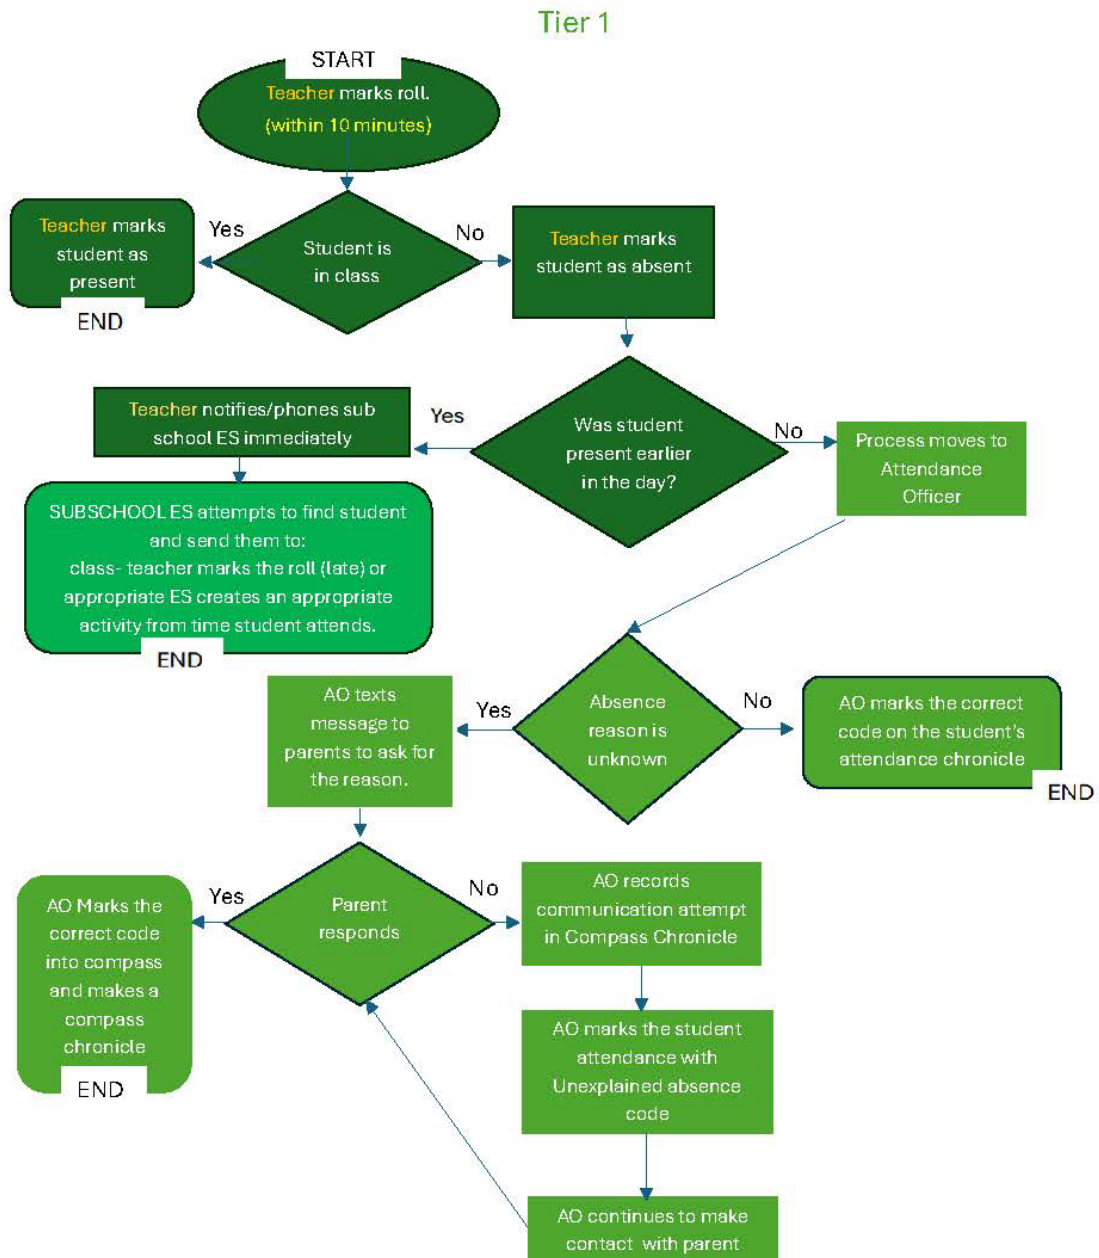 Tier 1
START
Teacher marks roll.
(within 10 minutes)
Yes
No
Teacher marks
student as
present
END
Student is
in class
Teacher marks
student as absent
Teacher notifies/phones sub
school ES immediately
Yes
Was student
present earlier
in the day?
No
Process moves to
Attendance
Officer
SUBSCHOOL ES attempts to find student
and send them to:
class- teacher marks the roll (late) or
appropriate ES creates an appropriate
activity from time student attends.
END
AO texts
message to
parents to ask for
the reason.
Yes
Absence
reason is
unknown
No
AO marks the correct
code on the student's
attendance chronicle
END
AO Marks the
correct code
into compass
and makes a
compass
chronicle
END
Yes
Parent
responds
No
AO records
communication attempt
in Compass Chronicle
AO marks the student
attendance with
Unexplained absence
code
AO continues to make
contact with parent